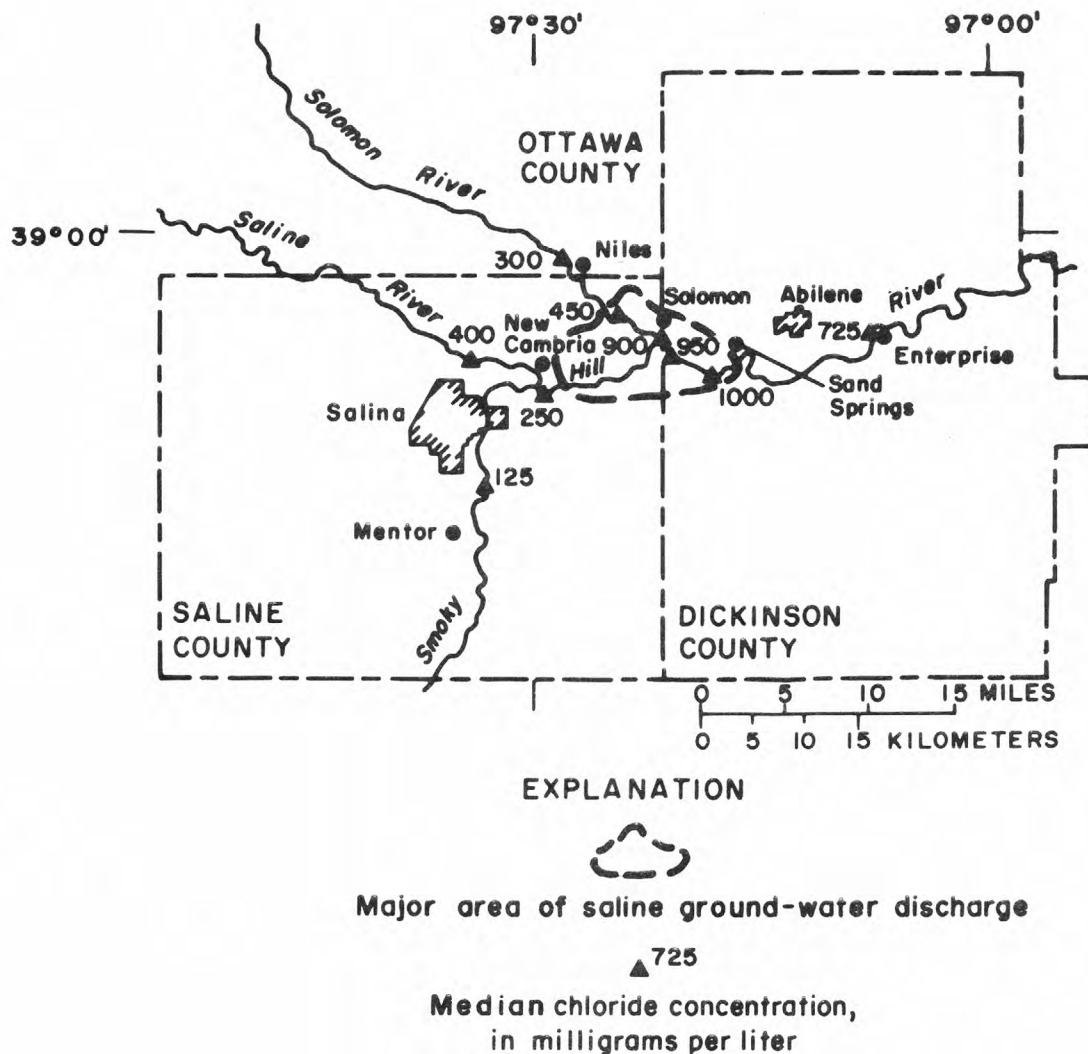 97°30'
97°00'
Solomon
River
OTTAWA
COUNTY
39°00'
Saline
River
300
Niles
Solomon
Abilene
River
450
New
Cambria
900
950
725
Enterprise
400
Hill
1000
Sand
Springs
Salina
250
125
Mentor
Smoky
SALINE
COUNTY
DICKINSON
COUNTY
0 5 10 15 MILES
0 5 10 15 KILOMETERS
EXPLANATION
Major area of saline ground-water discharge
725
Median chloride concentration,
in milligrams per liter